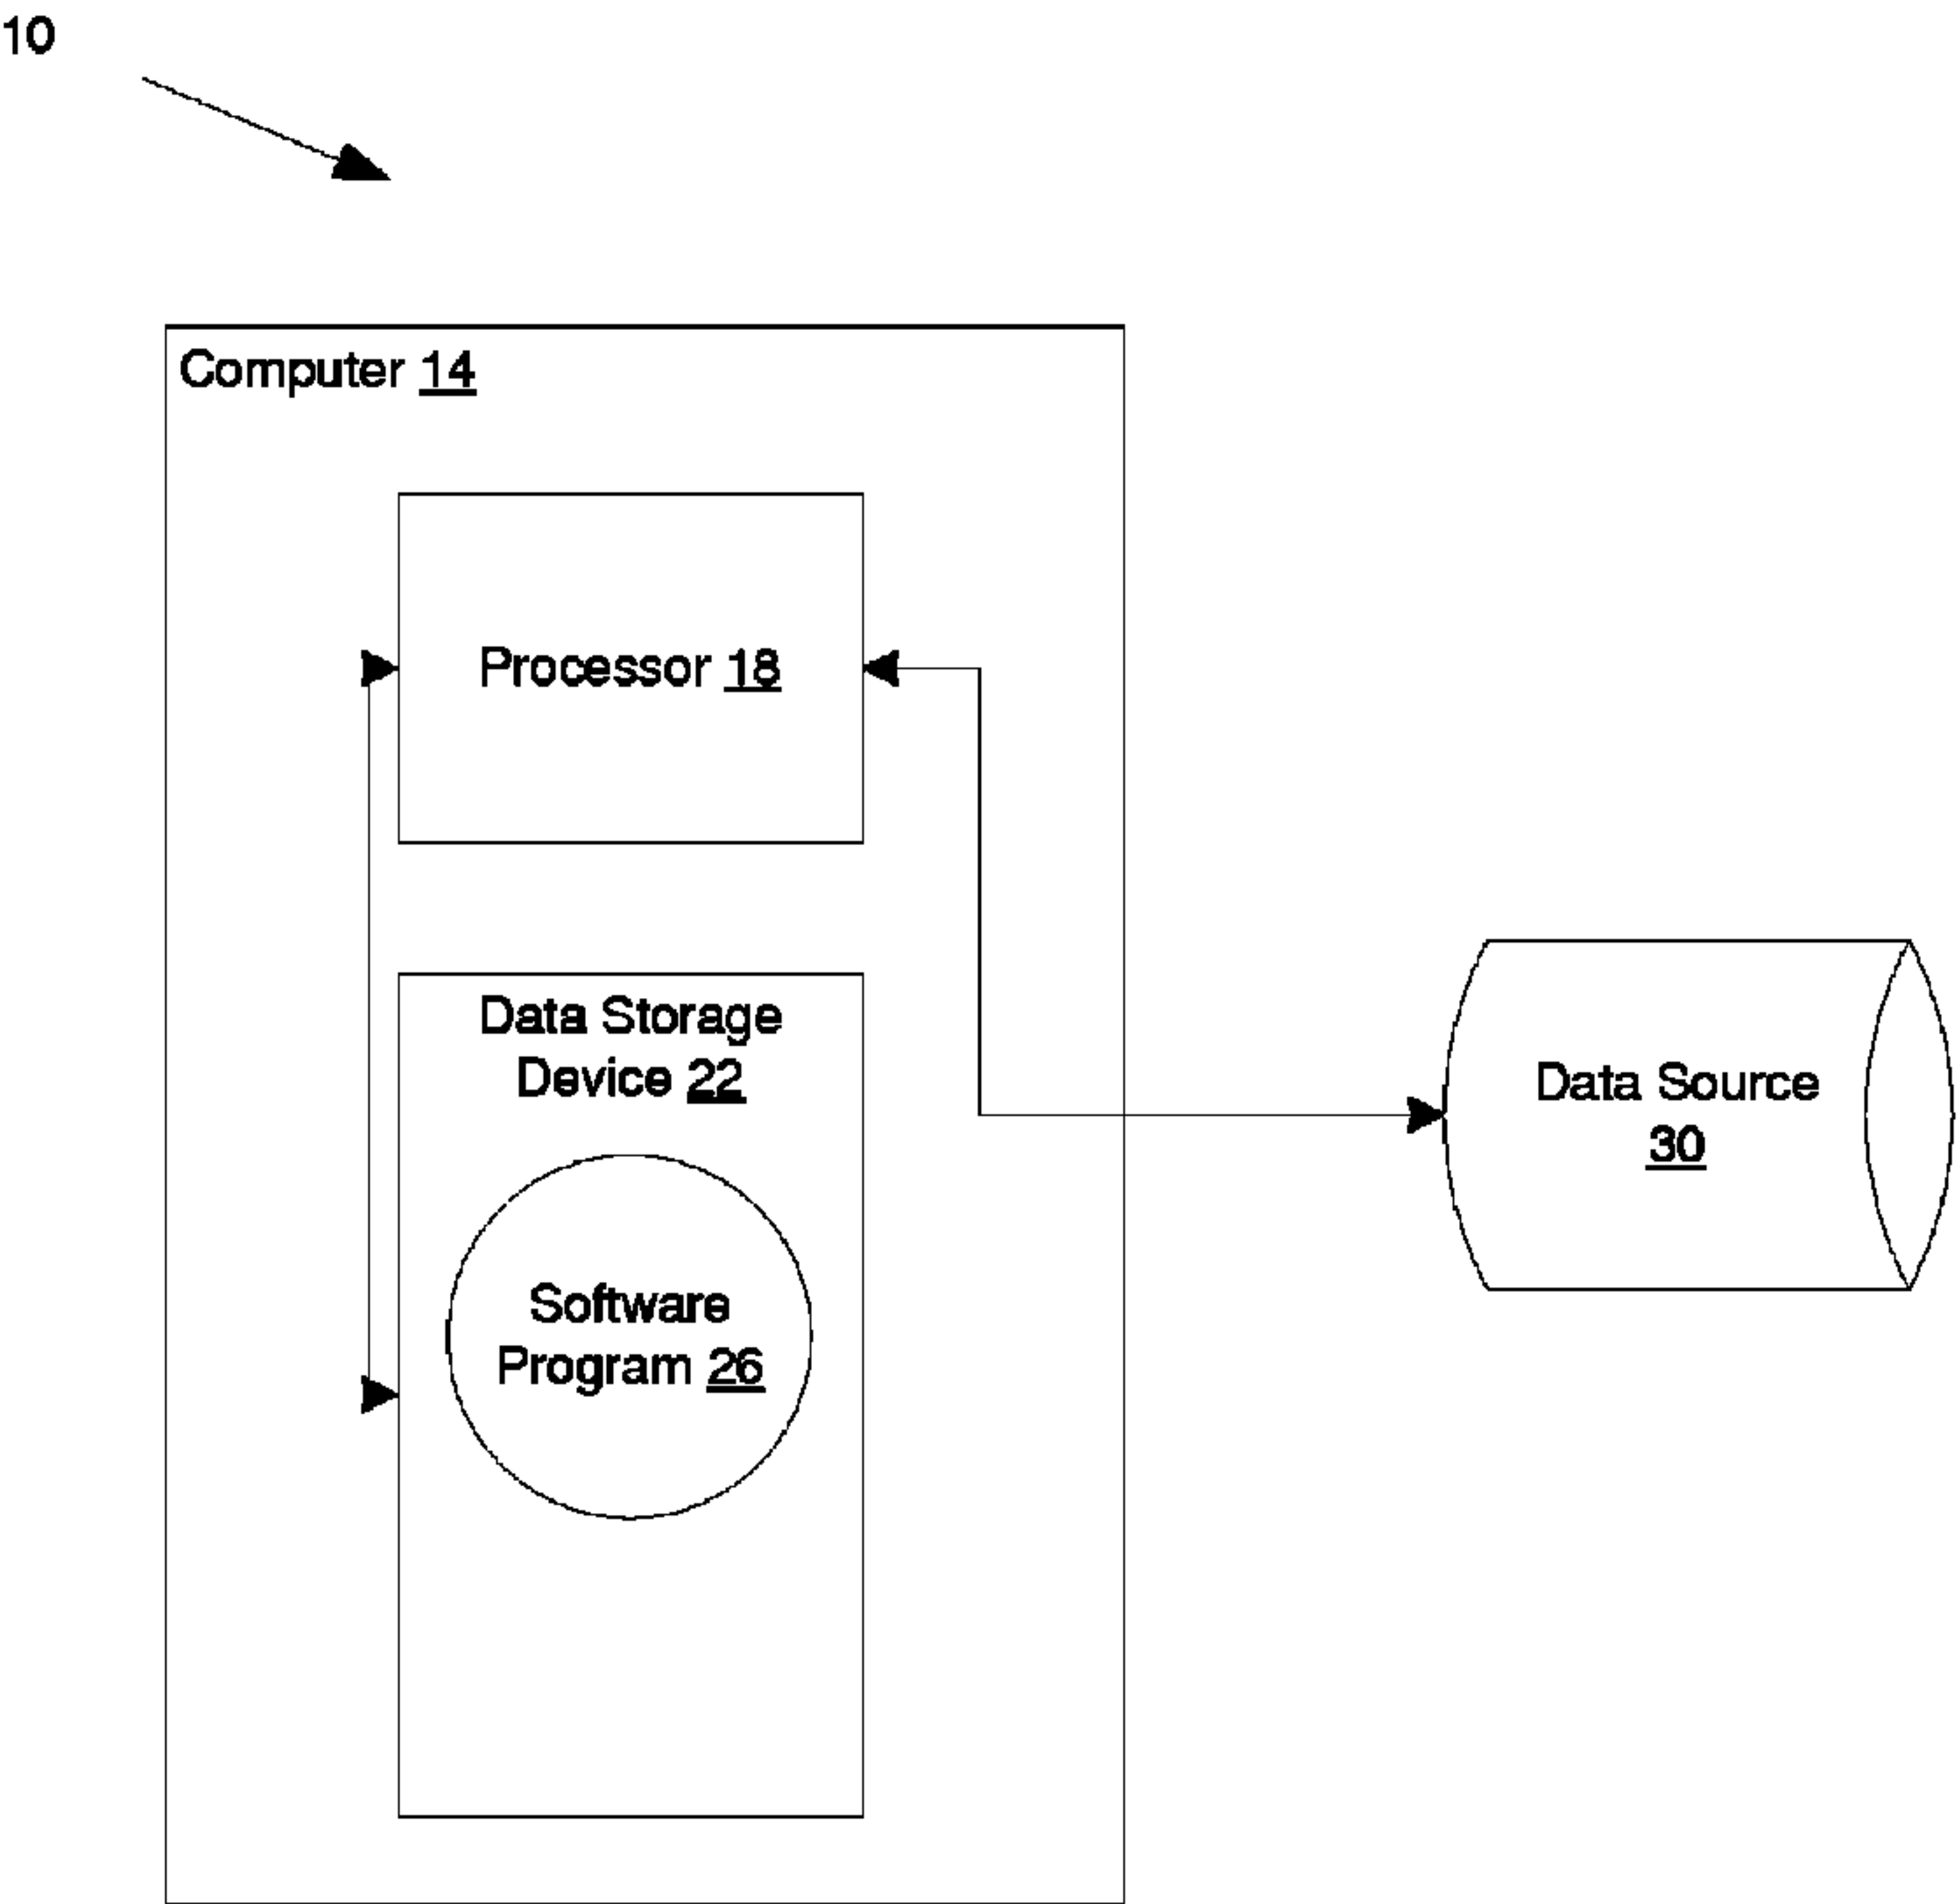 10
Computer 14
Processor 18
Data Storage
Device 22
Software
Program 26
Data Source
30